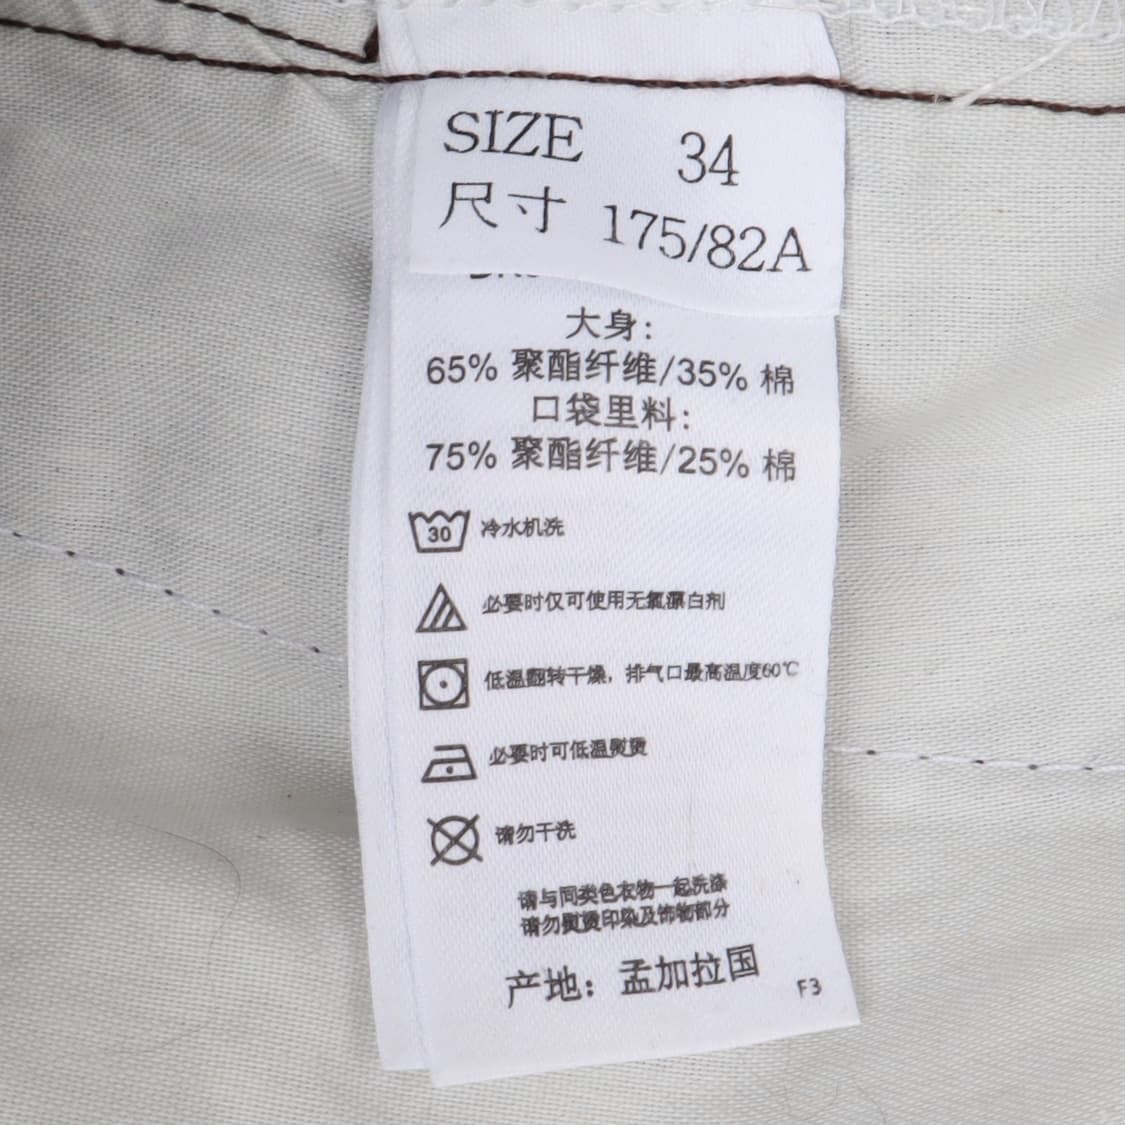 SIZE 34
尺寸 175/82A
大身:
65% 聚酯纤维/35% 棉
口袋里料:
75% 聚酯纤维/25% 棉
30 冷水机洗
必要时仅可使用无氯漂白剂
低温翻转干燥，排气口最高温度60℃
必要时可低温熨烫
请勿干洗
请与同类色衣物一起洗涤
请勿熨烫印染及饰物部分
产地：孟加拉国
F3